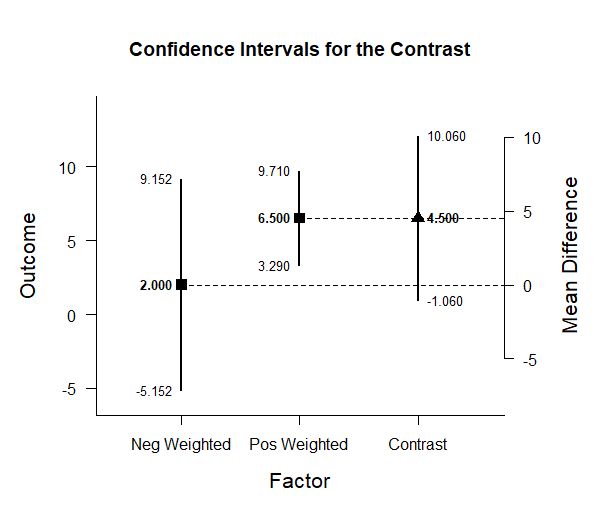 Confidence Intervals for the Contrast
Outcome
10
5
0
-5
9.152
2.000
-5.152
9.710
6.500
3.290
10.060
4.500
-1.060
10
5
0
-5
Mean Difference
Neg Weighted
Pos Weighted
Contrast
Factor